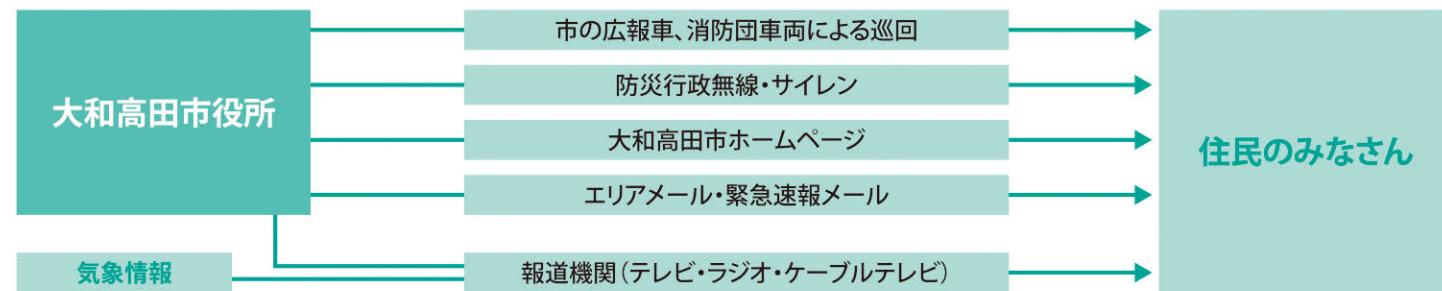 大和高田市役所
市の広報車、消防団車両による巡回
防災行政無線・サイレン
大和高田市ホームページ
エリアメール・緊急速報メール
気象情報
報道機関(テレビ・ラジオ・ケーブルテレビ)
住民のみなさん